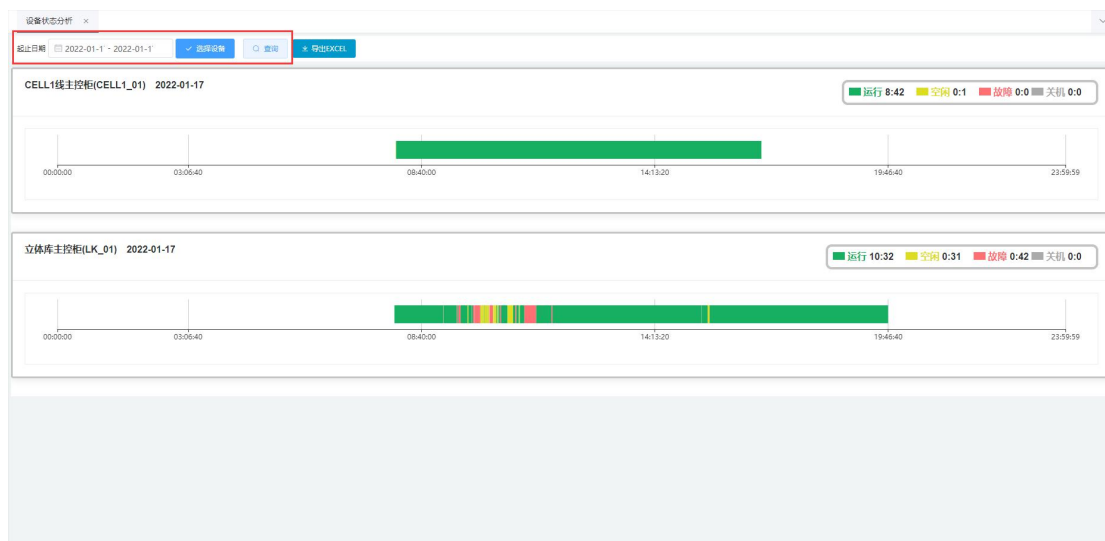 设备状态分析 ×
起止日期 2022-01-1 - 2022-01-1 选择设备 查询 导出EXCEL
CELL1线主控柜(CELL1_01) 2022-01-17 运行 8:42 空闲 0:1 故障 0:0 关机 0:0
00:00:00 03:06:40 08:40:00 14:13:20 19:46:40 23:59:59
立体库主控柜(LK_01) 2022-01-17 运行 10:32 空闲 0:31 故障 0:42 关机 0:0
00:00:00 03:06:40 08:40:00 14:13:20 19:46:40 23:59:59